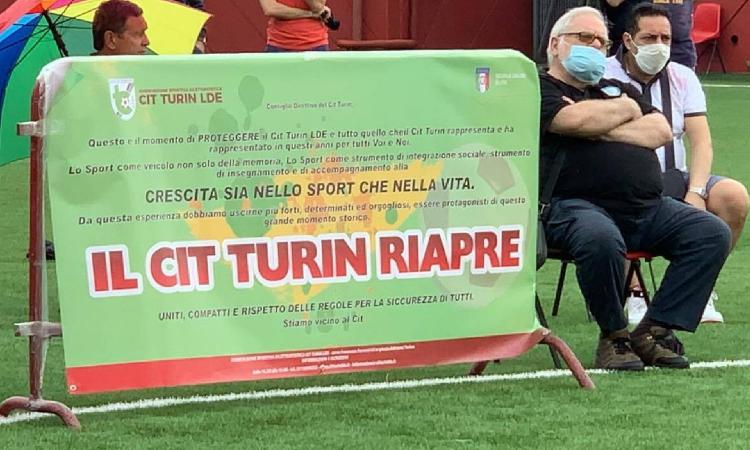 ASSOCIAZIONE SPORTIVA DILETTANTISTICA
CIT TURIN LDE
Consiglio Direttivo del Cit Turin,
Questo è il momento di PROTEGGERE il Cit Turin LDE e tutto quello che il Cit Turin rappresenta e ha
rappresentato in questi anni per tutti Voi e Noi.
Lo Sport come veicolo non solo della memoria, Lo Sport come strumento di integrazione sociale, strumento
di insegnamento e di accompagnamento alla
CRESCITA SIA NELLO SPORT CHE NELLA VITA.
Da questa esperienza dobbiamo uscirne più forti, determinati ed orgogliosi, essere protagonisti di questo
grande momento storico.
IL CIT TURIN RIAPRE
UNITI, COMPATTI E RISPETTO DELLE REGOLE PER LA SICCUREZZA DI TUTTI.
Stiamo vicino al Cit